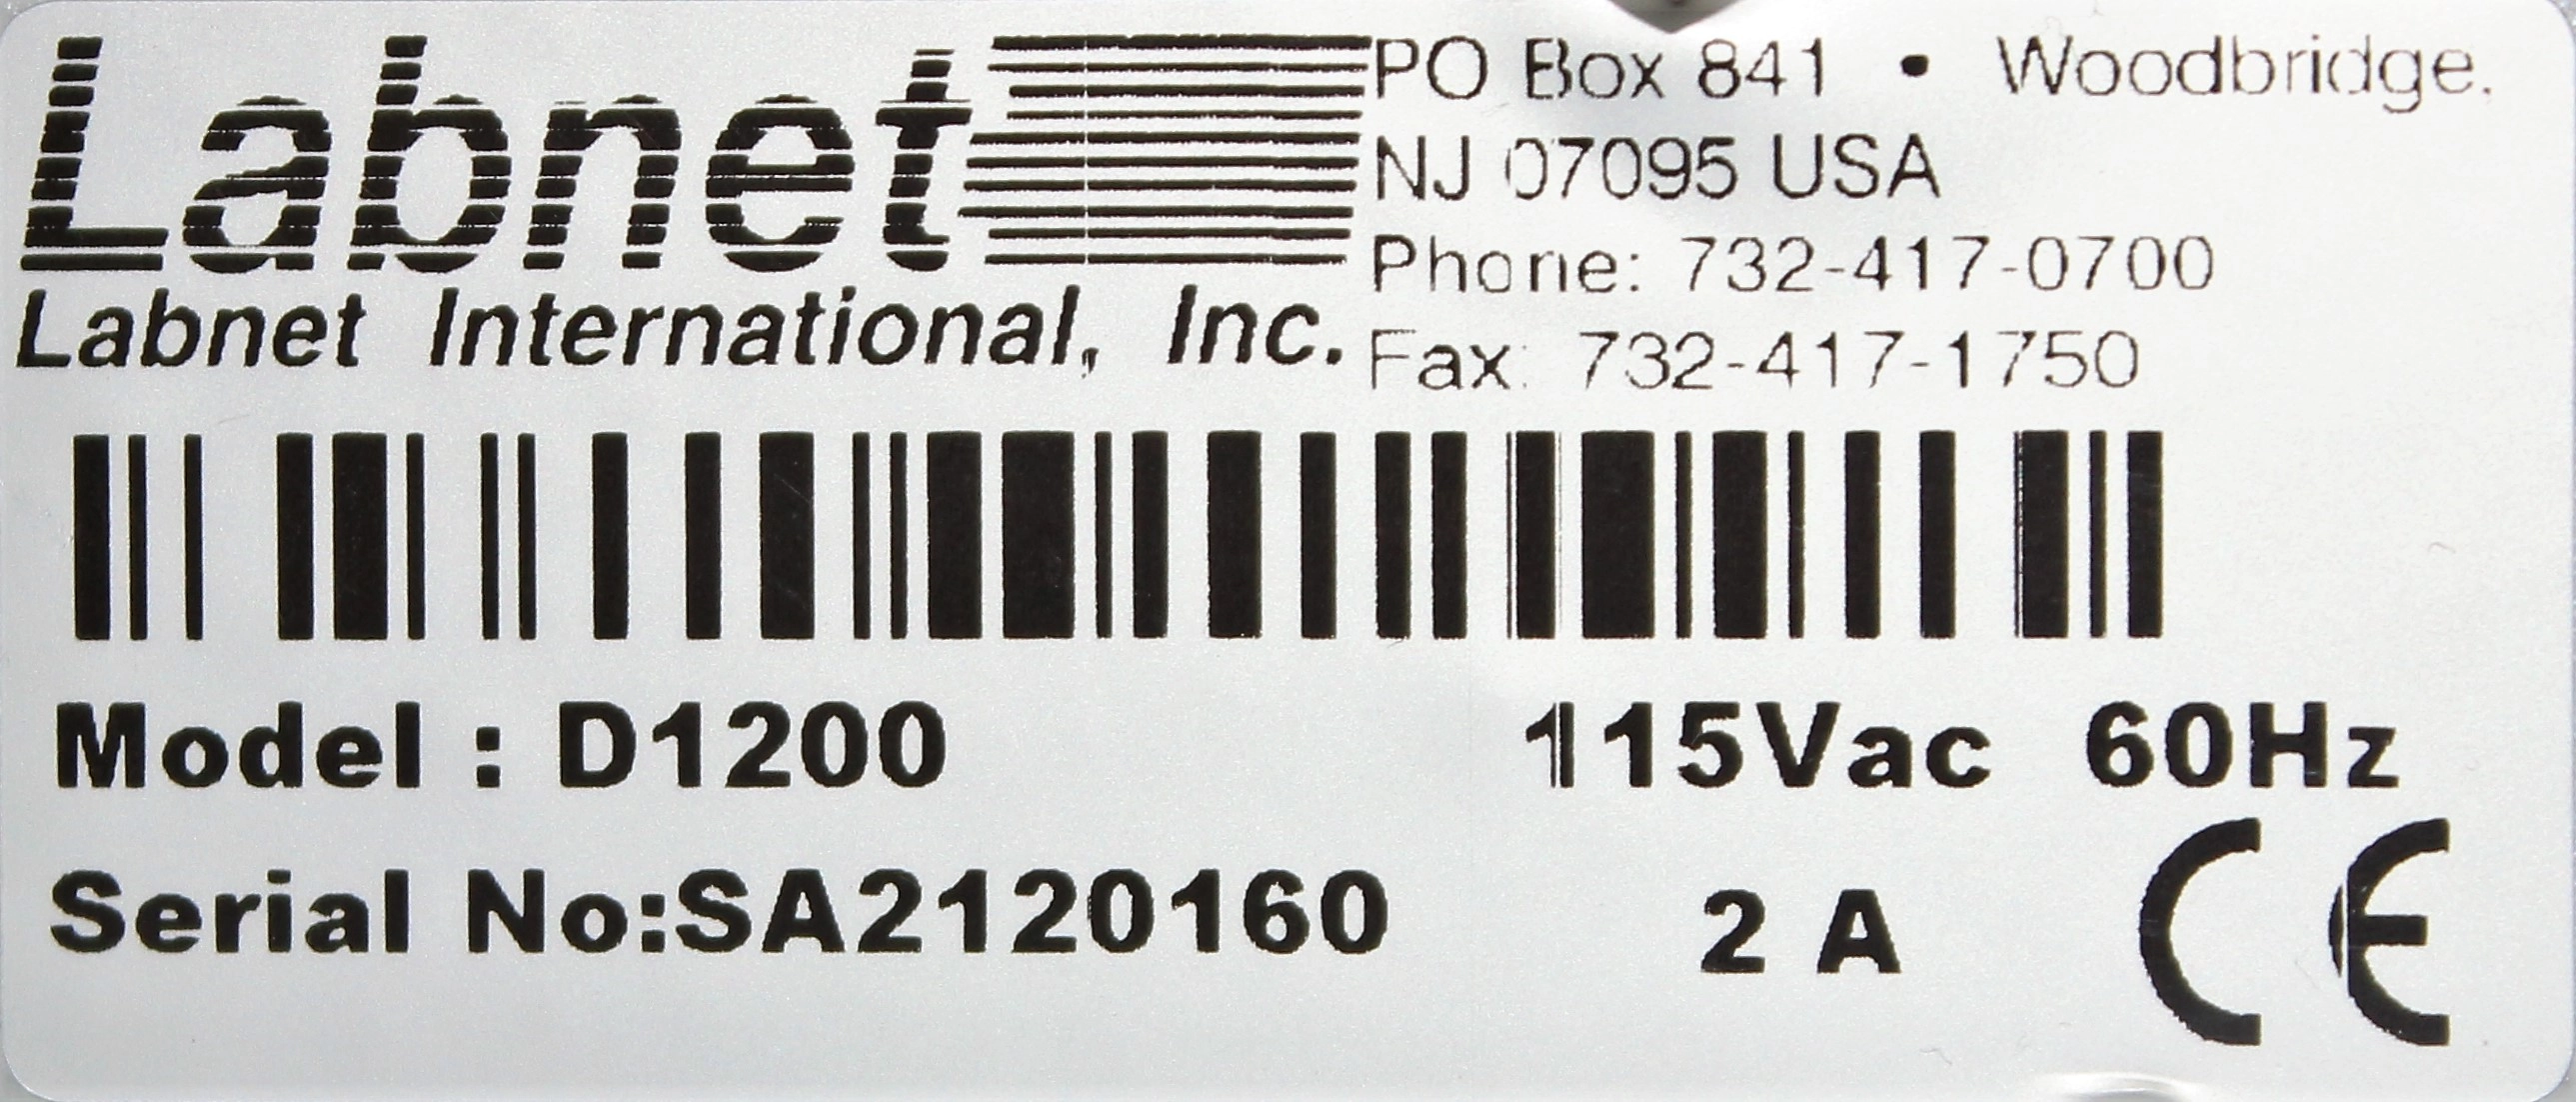 Labnet
Labnet International, Inc.
PO Box 841 • Woodbridge.
NJ 07095 USA
Phone: 732-417-0700
Fax: 732-417-1750
Model : D1200
115Vac 60Hz
Serial No:SA2120160
2 A
CE